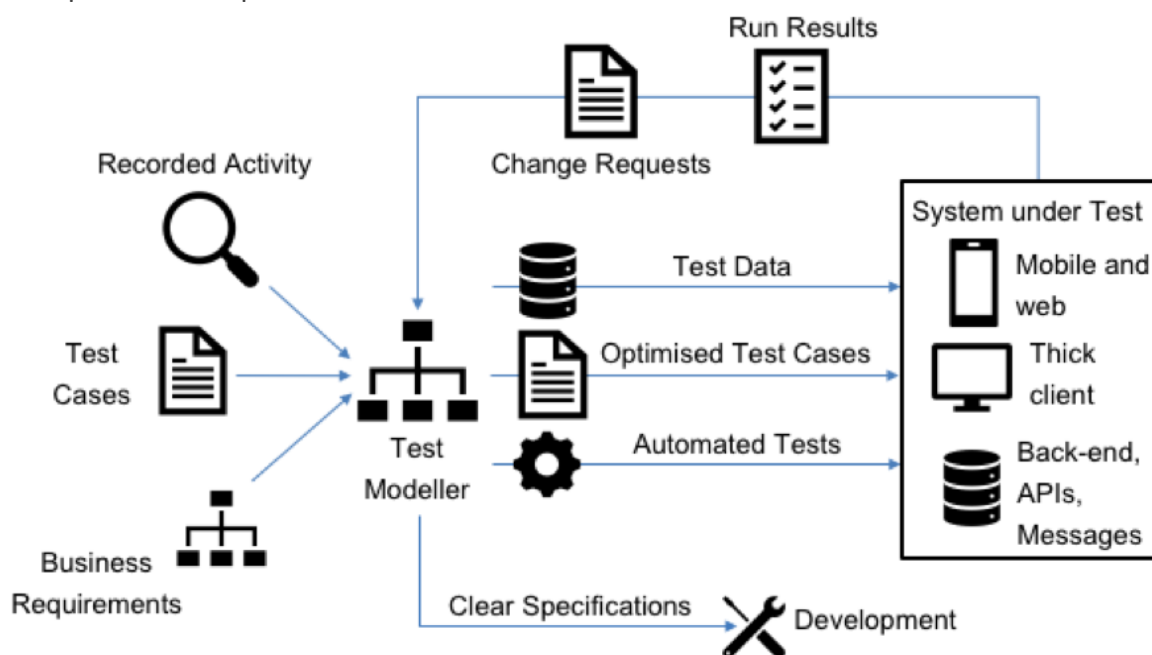 Run Results
Change Requests
Recorded Activity
System under Test
Mobile and
web
Test Data
Test
Cases
Optimised Test Cases
Thick
client
Test
Modeller
Automated Tests
Back-end,
APIs,
Messages
Business
Requirements
Clear Specifications
Development